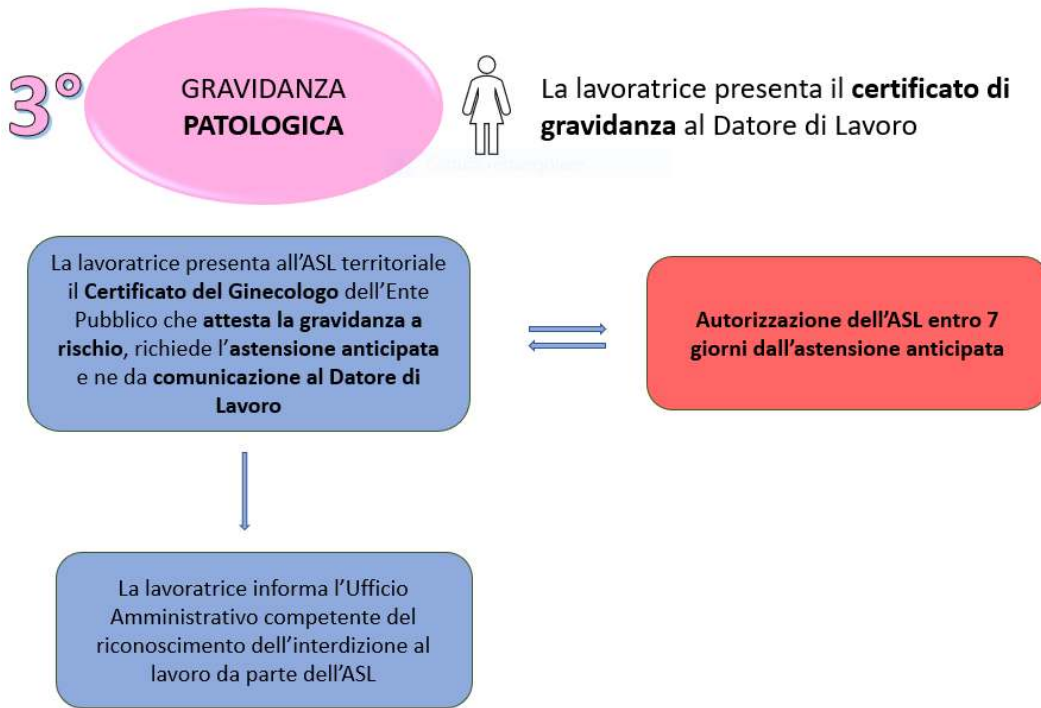 3°
GRAVIDANZA
PATOLOGICA
La lavoratrice presenta il certificato di
gravidanza al Datore di Lavoro
La lavoratrice presenta all'ASL territoriale
il Certificato del Ginecologo dell'Ente
Pubblico che attesta la gravidanza a
rischio, richiede l'astensione anticipata
e ne da comunicazione al Datore di
Lavoro
Autorizzazione dell'ASL entro 7
giorni dall'astensione anticipata
La lavoratrice informa l'Ufficio
Amministrativo competente del
riconoscimento dell'interdizione al
lavoro da parte dell'ASL